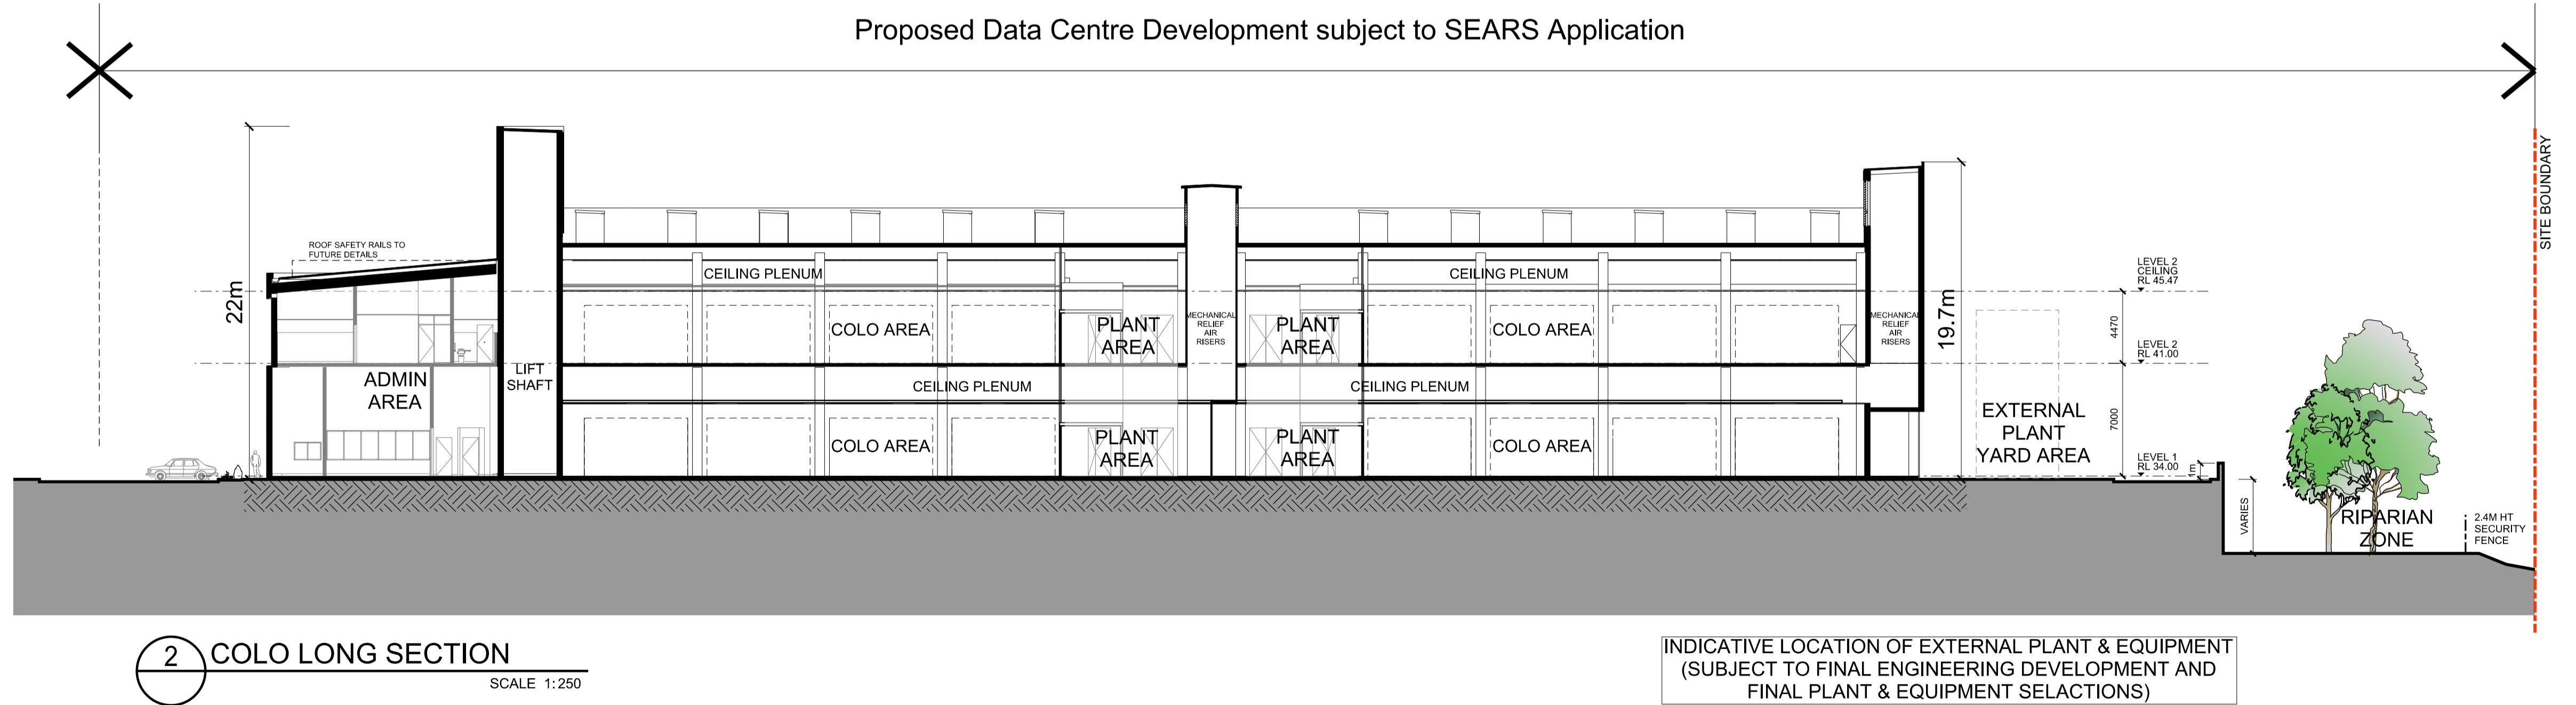 Proposed Data Centre Development subject to SEARS Application
SITE BOUNDARY
22m
ROOF SAFETY RAILS TO
FUTURE DETAILS
CEILING PLENUM
CEILING PLENUM
LEVEL 2
CEILING
RL 45.47
19.7m
COLO AREA
PLANT
AREA
MECHANICAL
RELIEF
AIR
RISERS
PLANT
AREA
COLO AREA
MECHANICAL
RELIEF
AIR
RISERS
4470
LEVEL 2
RL 41.00
ADMIN
AREA
LIFT
SHAFT
CEILING PLENUM
CEILING PLENUM
7000
COLO AREA
PLANT
AREA
PLANT
AREA
COLO AREA
EXTERNAL
PLANT
YARD AREA
LEVEL 1
RL 34.00
1m
VARIES
RIPARIAN
ZONE
2.4M HT
SECURITY
FENCE
2
COLO LONG SECTION
SCALE 1:250
INDICATIVE LOCATION OF EXTERNAL PLANT & EQUIPMENT
(SUBJECT TO FINAL ENGINEERING DEVELOPMENT AND
FINAL PLANT & EQUIPMENT SELACTIONS)